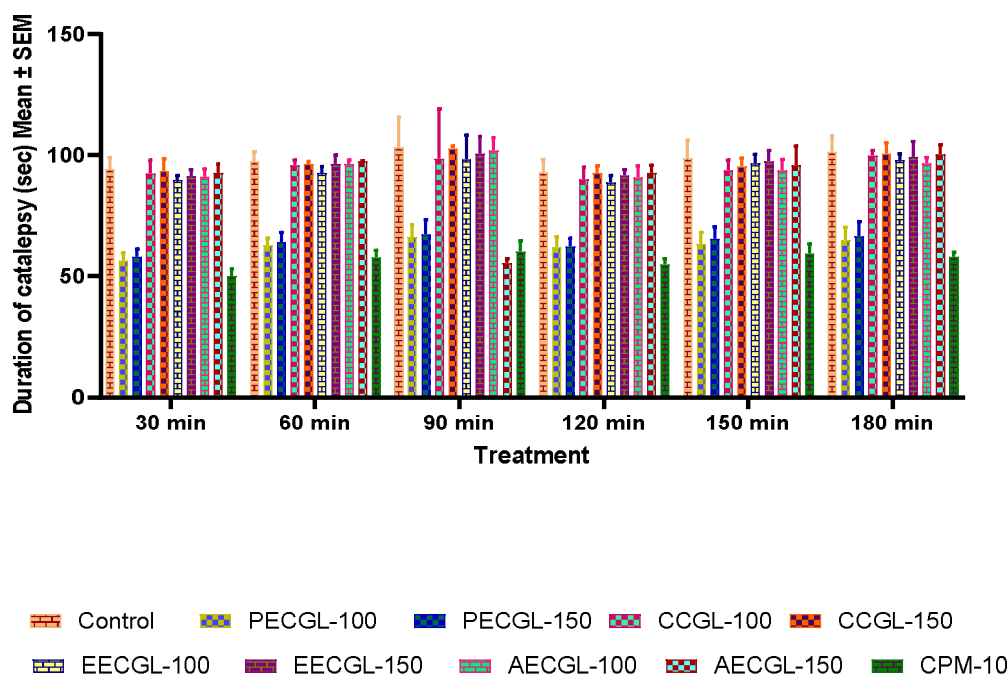 Duration of catalepsy (sec) Mean ± SEM
150
100
50
0
30 min 60 min 90 min 120 min 150 min 180 min
Treatment
Control PECGL-100 PECGL-150 CCGL-100 CCGL-150
EECGL-100 EECGL-150 AECGL-100 AECGL-150 CPM-10